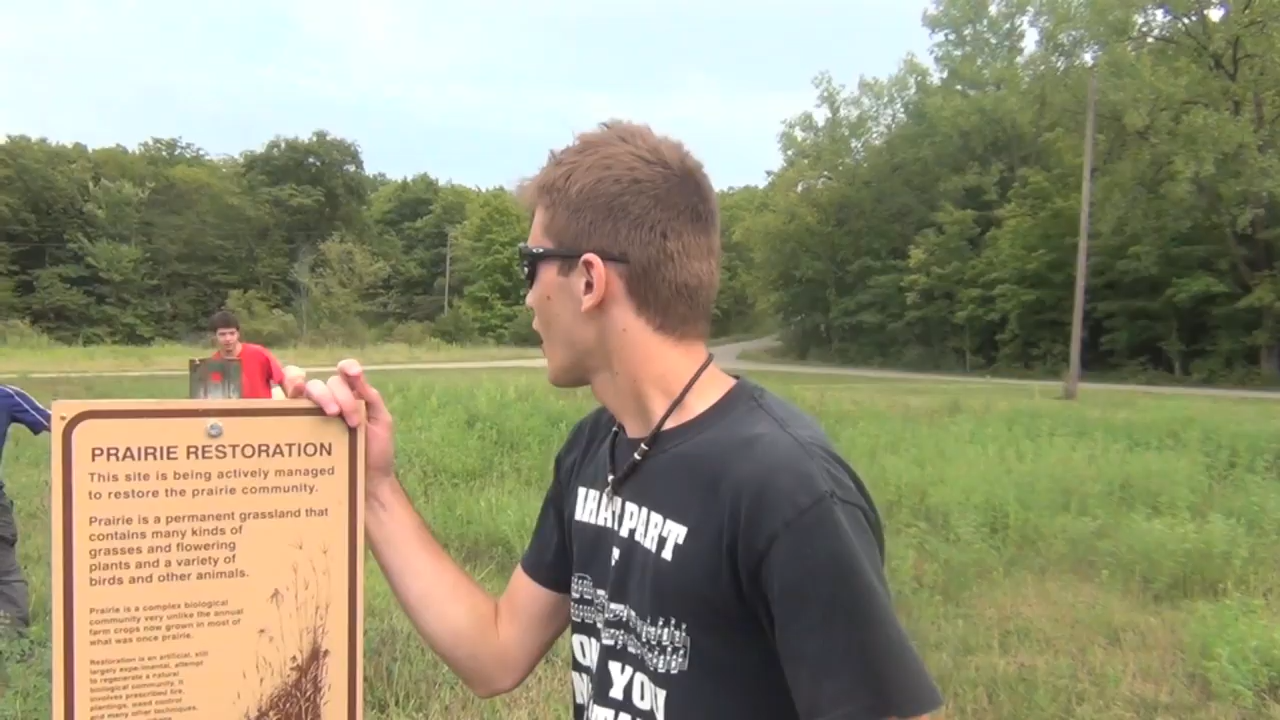 PRAIRIE RESTORATION
This site is being actively managed
to restore the prairie community.
Prairie is a permanent grassland that
contains many kinds of
grasses and flowering
plants and a variety of
birds and other animals.
Prairie is a complex biological
community very unlike the annual
farm crops now grown in most of
what was once prairie.
Restoration is an artificial, still
largely experimental, attempt
to regenerate a natural
biological community. It
involves prescribed fire,
plantings, weed control
and many other techniques,
PART
YOU